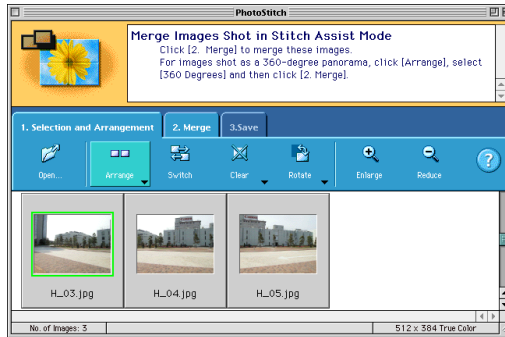 PhotoStitch
Merge Images Shot in Stitch Assist Mode
Click [2. Merge] to merge these images.
For images shot as a 360-degree panorama, click [Arrange], select
[360 Degrees] and then click [2. Merge].
1. Selection and Arrangement
2. Merge
3.Save
Open...
Arrange
Switch
Clear
Rotate
Enlarge
Reduce
?
H_03.jpg
H_04.jpg
H_05.jpg
No. of Images: 3
512 x 384 True Color